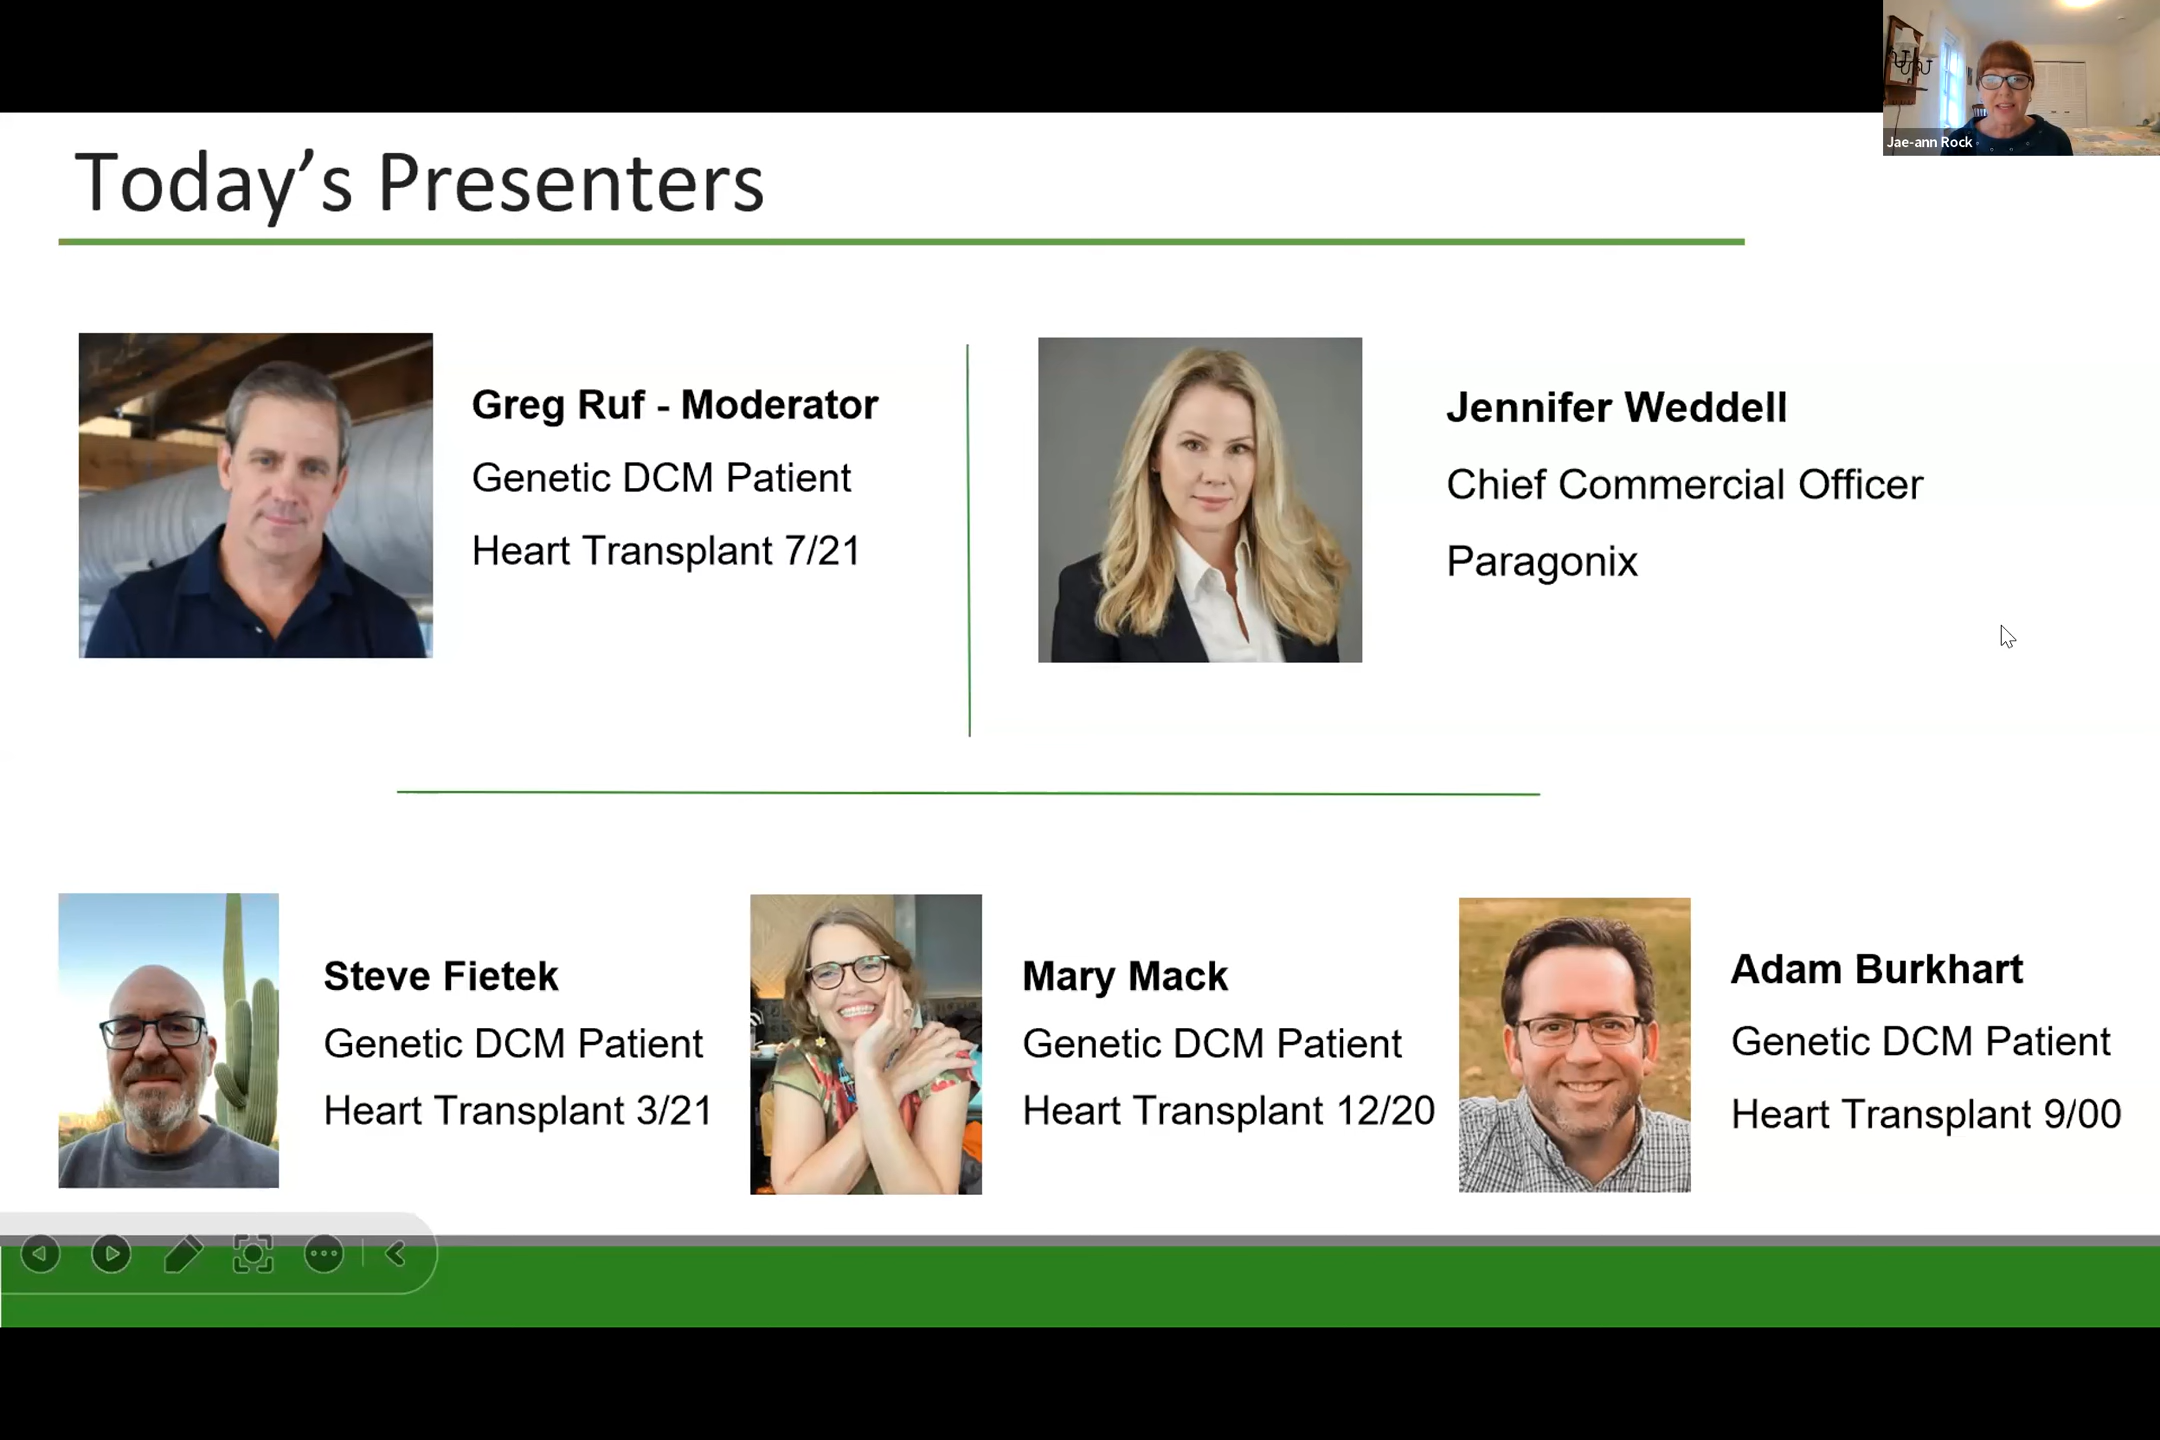 Jae-ann Rock
Today's Presenters
Greg Ruf - Moderator
Genetic DCM Patient
Heart Transplant 7/21
Jennifer Weddell
Chief Commercial Officer
Paragonix
Steve Fietek
Genetic DCM Patient
Heart Transplant 3/21
Mary Mack
Genetic DCM Patient
Heart Transplant 12/20
Adam Burkhart
Genetic DCM Patient
Heart Transplant 9/00